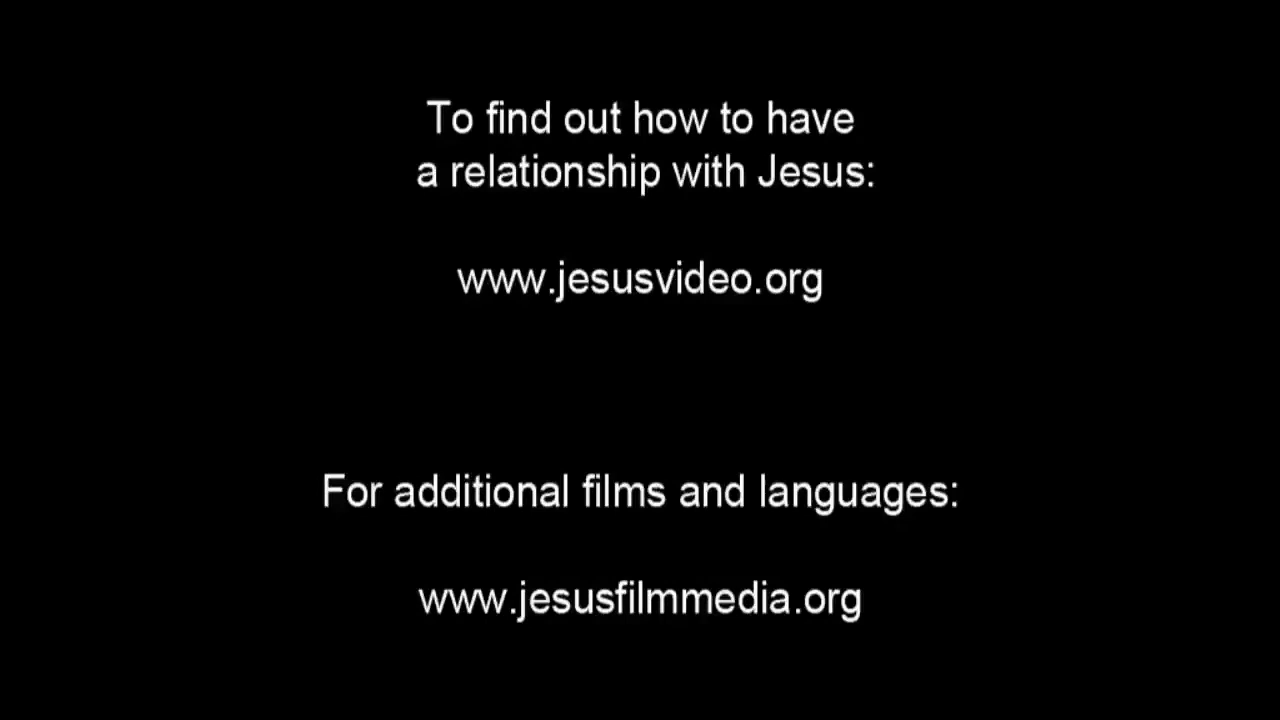 To find out how to have
a relationship with Jesus:
www.jesusvideo.org
For additional films and languages:
www.jesusfilmmedia.org